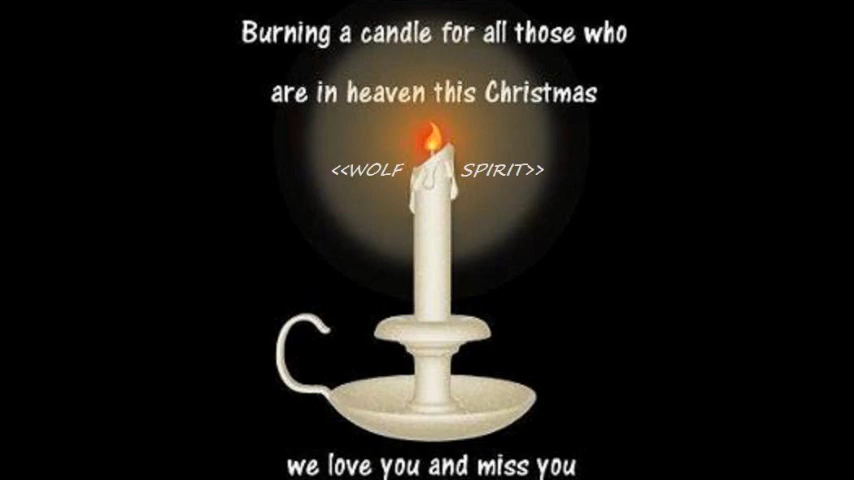 Burning a candle for all those who
are in heaven this Christmas
<<WOLF SPIRIT>>
we love you and miss you